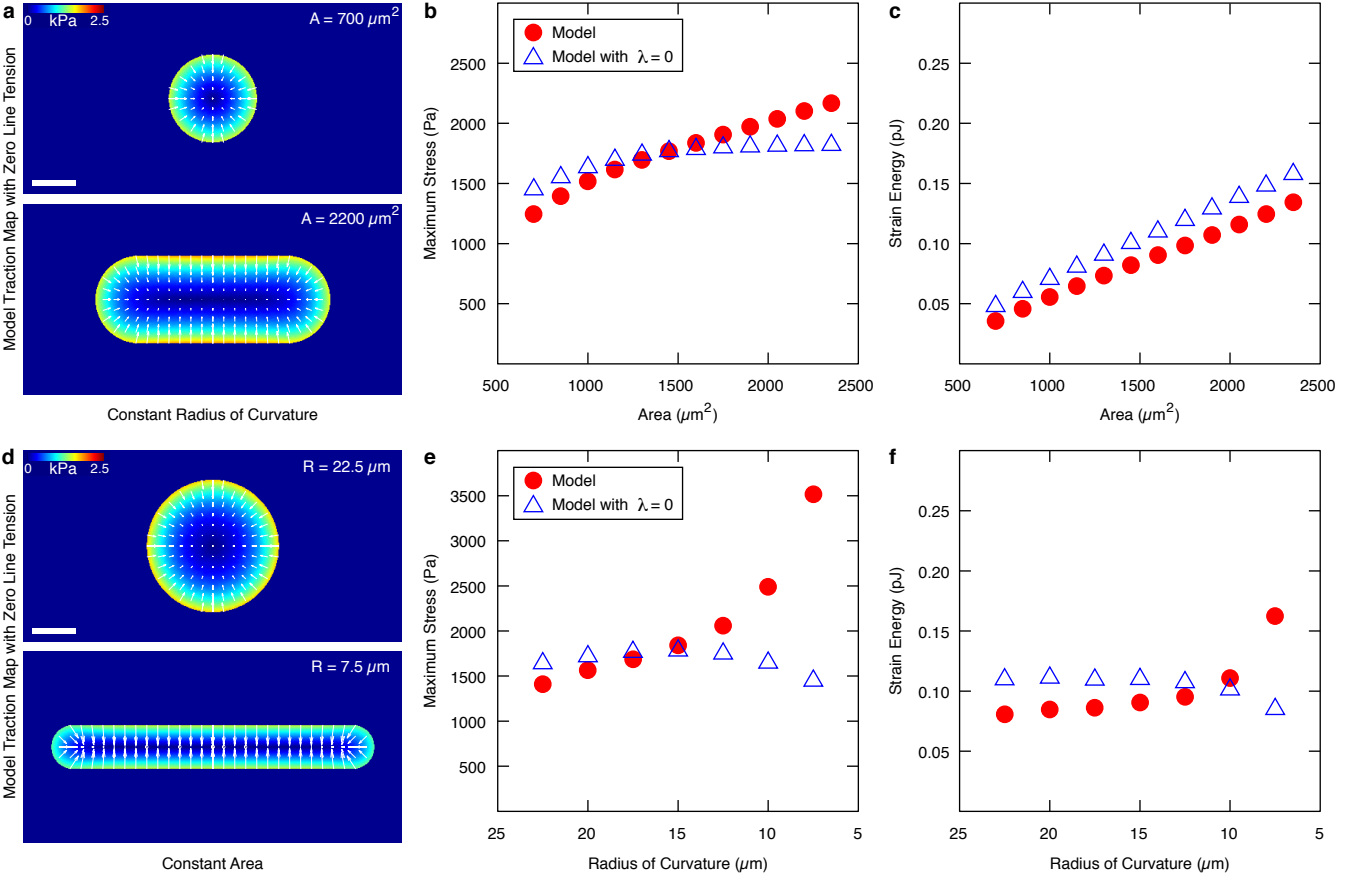 a
0
2.5
kPa
A = 700 µm²
A = 2200 µm²
Model Traction Map with Zero Line Tension
Constant Radius of Curvature
b
Model
Model with λ = 0
Maximum Stress (Pa)
2500
2000
1500
1000
500
500
1000
1500
2000
2500
Area (µm²)
c
Strain Energy (pJ)
0.25
0.20
0.15
0.10
0.05
500
1000
1500
2000
2500
Area (µm²)
d
0
2.5
kPa
R = 22.5 µm
R = 7.5 µm
Model Traction Map with Zero Line Tension
Constant Area
e
Model
Model with λ = 0
Maximum Stress (Pa)
3500
3000
2500
2000
1500
1000
500
25
20
15
10
5
Radius of Curvature (µm)
f
Strain Energy (pJ)
0.25
0.20
0.15
0.10
0.05
25
20
15
10
5
Radius of Curvature (µm)